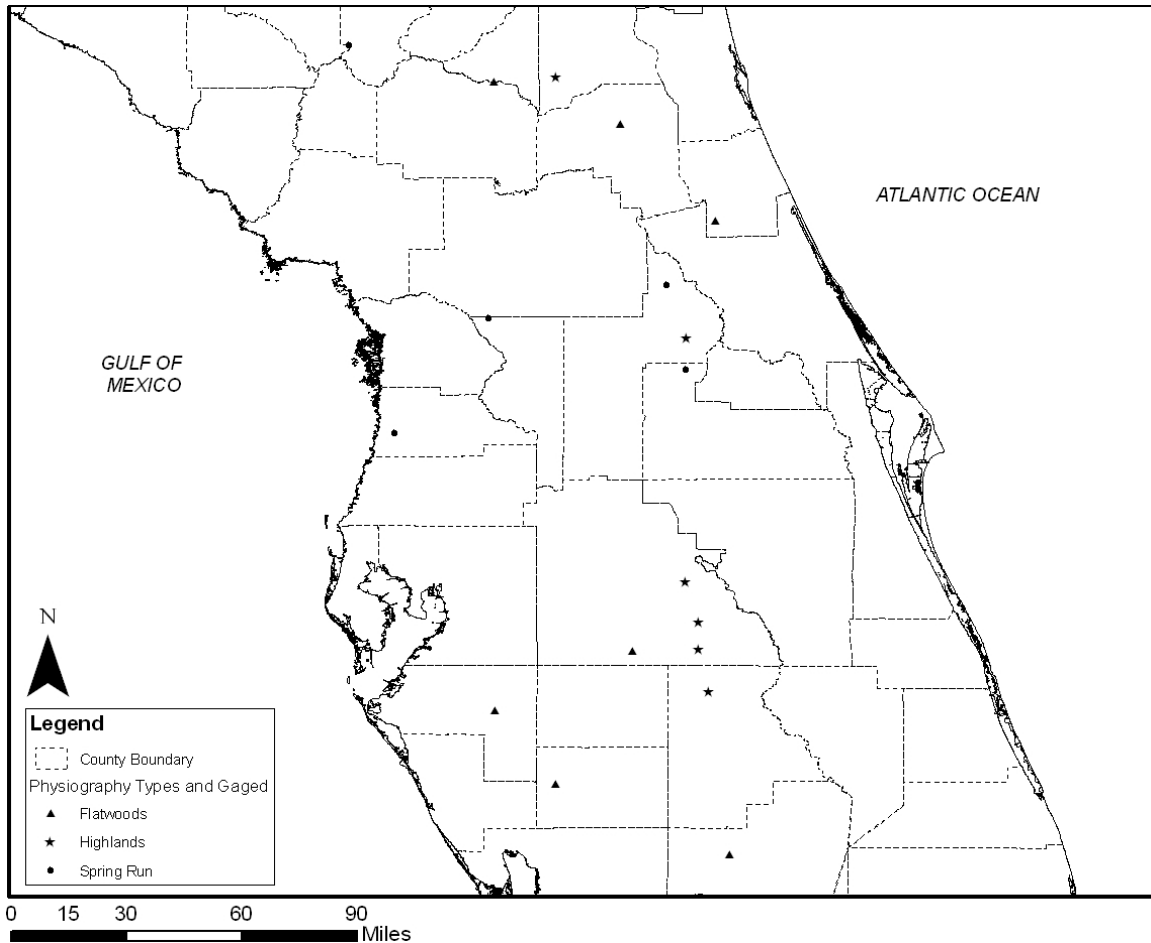 ATLANTIC OCEAN
GULF OF
MEXICO
N
Legend
County Boundary
Physiography Types and Gaged
Flatwoods
Highlands
Spring Run
0 15 30 60 90
Miles